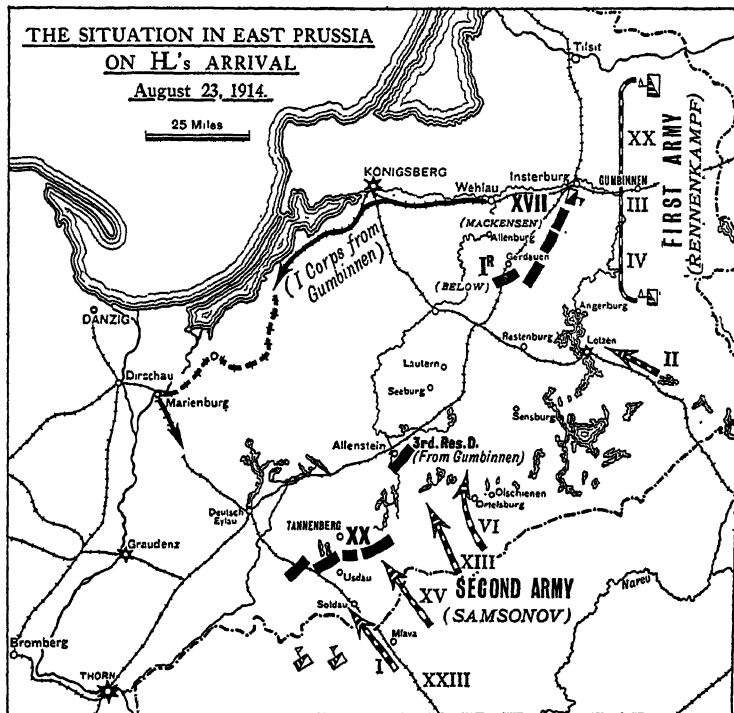 THE SITUATION IN EAST PRUSSIA
ON HL's ARRIVAL
August 23, 1914.
25 Miles
Tilsit
KÖNIGSBERG
Wehlau
Insterburg
GUMBINNEN
XX
III
IV
FIRST ARMY
(RENNENKAMPF)
XVII
(MACKENSEN)
Allenburg
Gerdauen
IR
(BELOW)
(I Corps from
Gumbinnen)
Angerburg
DANZIG
Rastenburg
Lotzen
II
Dirschau
Marienburg
Lautern
Seeburg
Sensburg
Allenstein
3rd. Res. D.
(From Gumbinnen)
Olschienen
Ortelsburg
Deutsch
Eylau
TANNENBERG
XX
VI
XIII
Graudenz
Usdau
XV
SECOND ARMY
(SAMSONOV)
Narev
Soldau
Mlava
I
XXIII
Bromberg
THORN